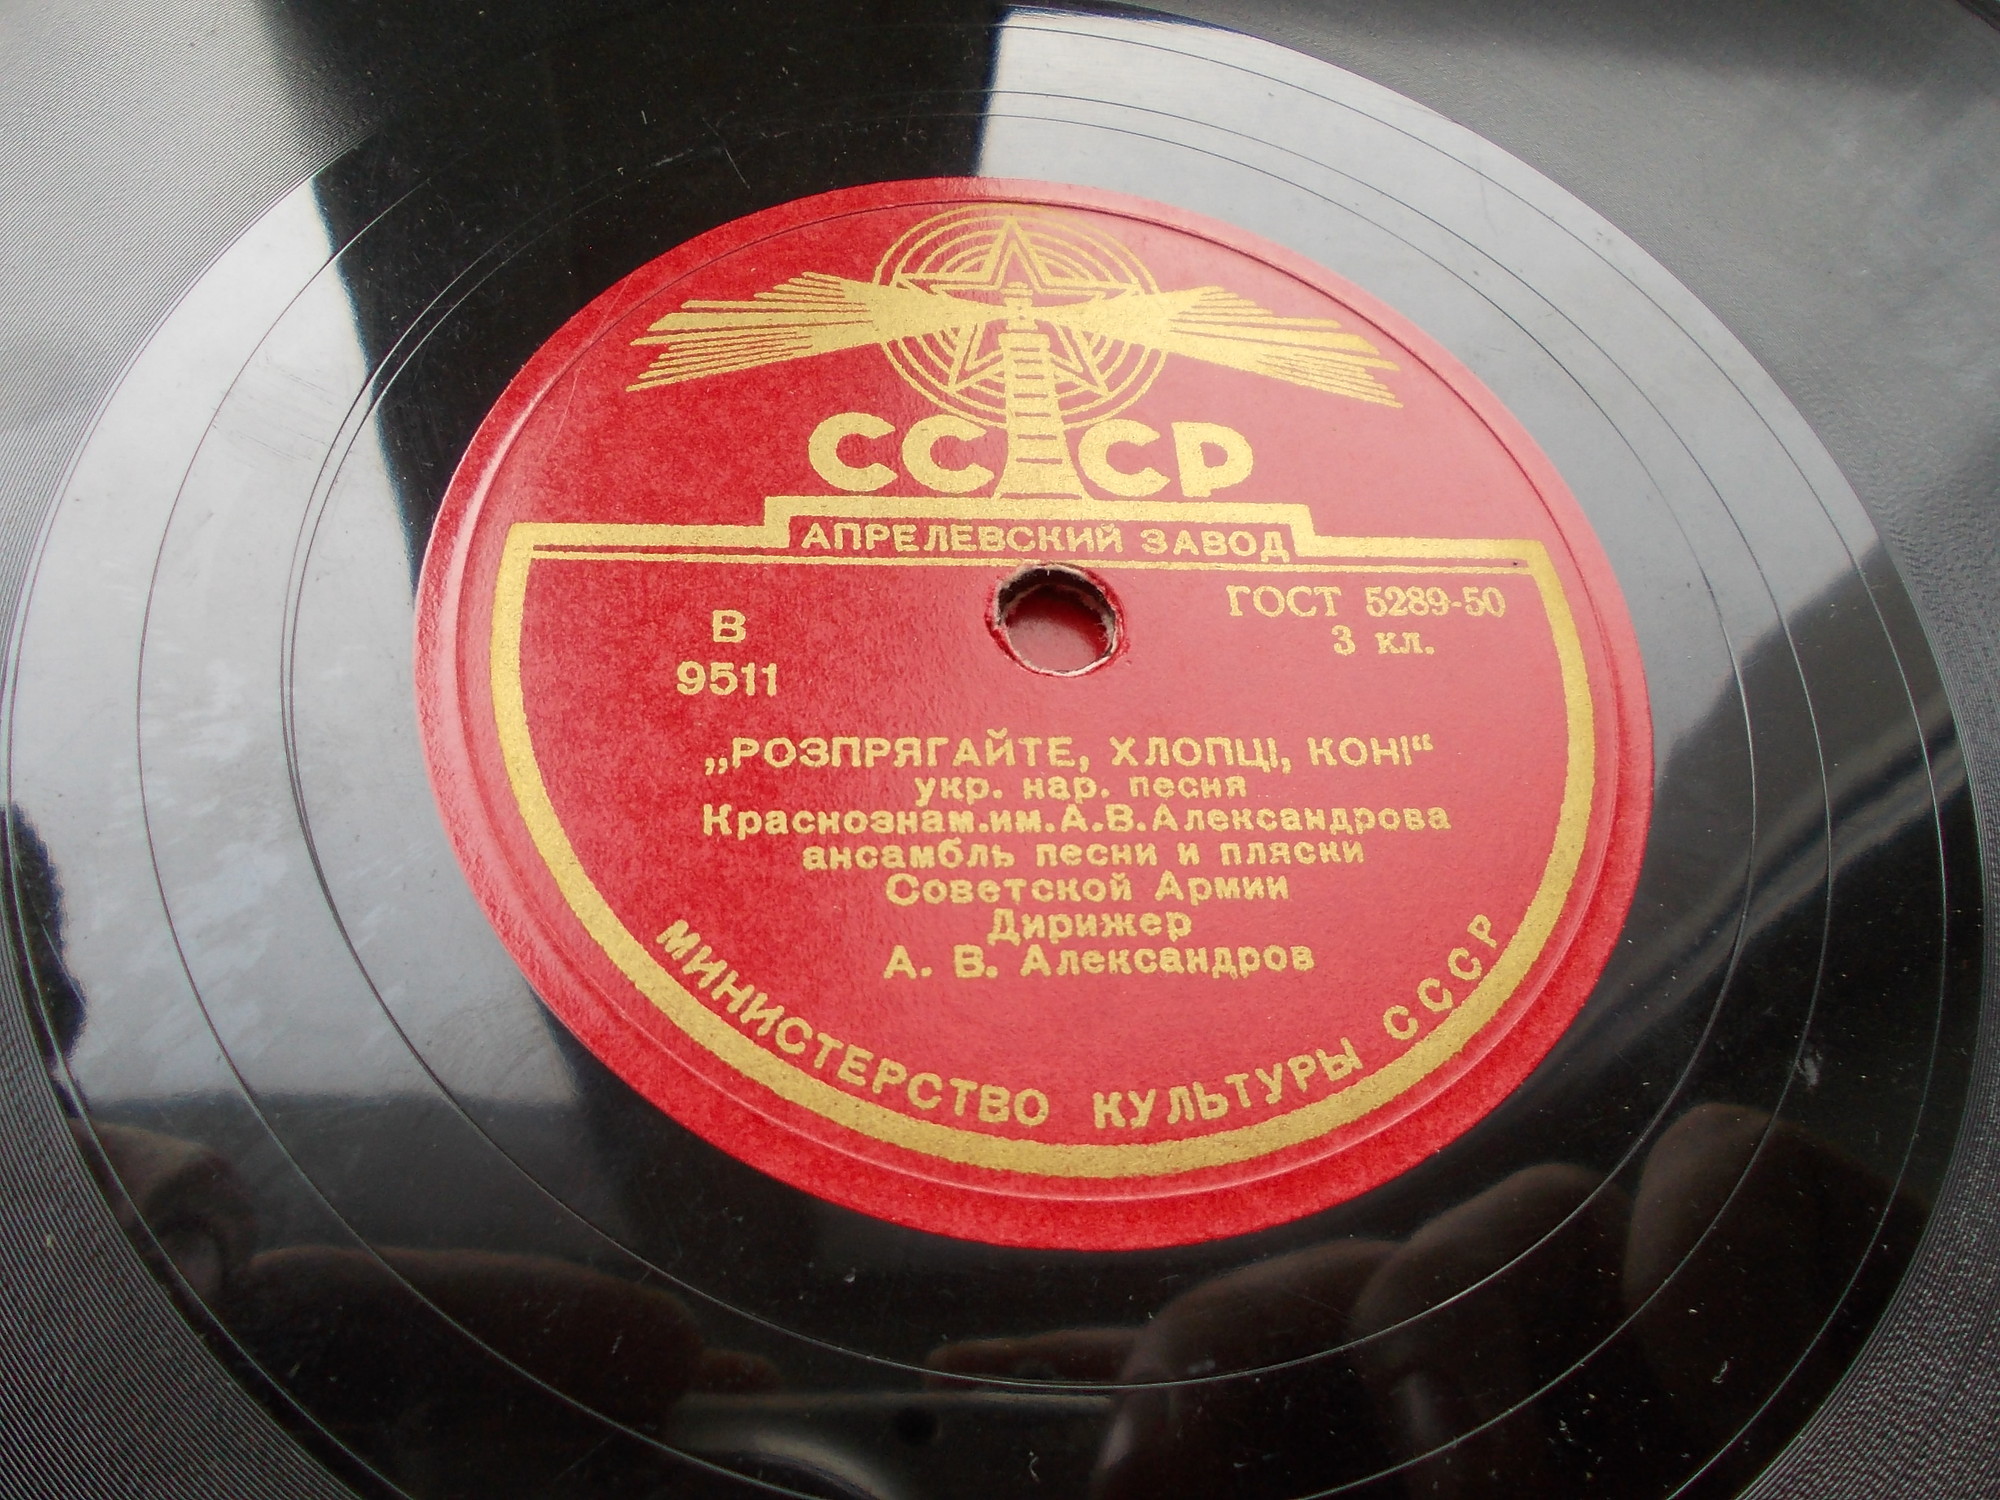 СССР
АПРЕЛЕВСКИЙ ЗАВОД
В
9511
ГОСТ 5289-50
3 кл.
„РОЗПРЯГАЙТЕ, ХЛОПЦІ, КОНІ“
укр. нар. песня
Краснознам.им.А.В.Александрова
ансамбль песни и пляски
Советской Армии
Дирижер
А. В. Александров
МИНИСТЕРСТВО КУЛЬТУРЫ СССР